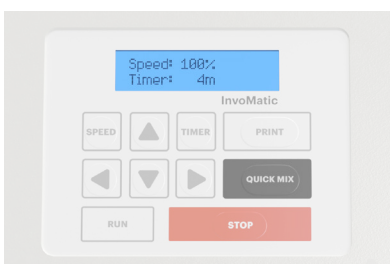 Speed: 100%
Timer: 4m
InvoMatic
SPEED
TIMER
PRINT
QUICK MIX
RUN
STOP